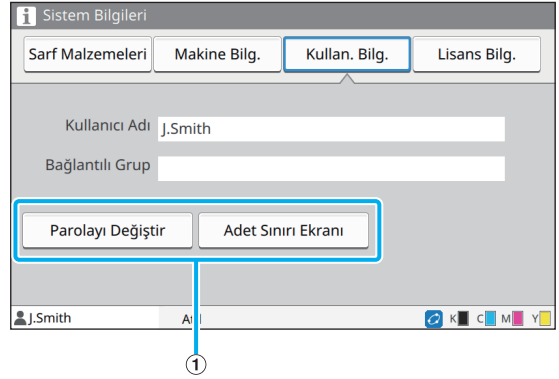 i Sistem Bilgileri
Sarf Malzemeleri Makine Bilg. Kullan. Bilg. Lisans Bilg.
Kullanıcı Adı J.Smith
Bağlantılı Grup
Parolayı Değiştir Adet Sınırı Ekranı
J.Smith K C M Y
1